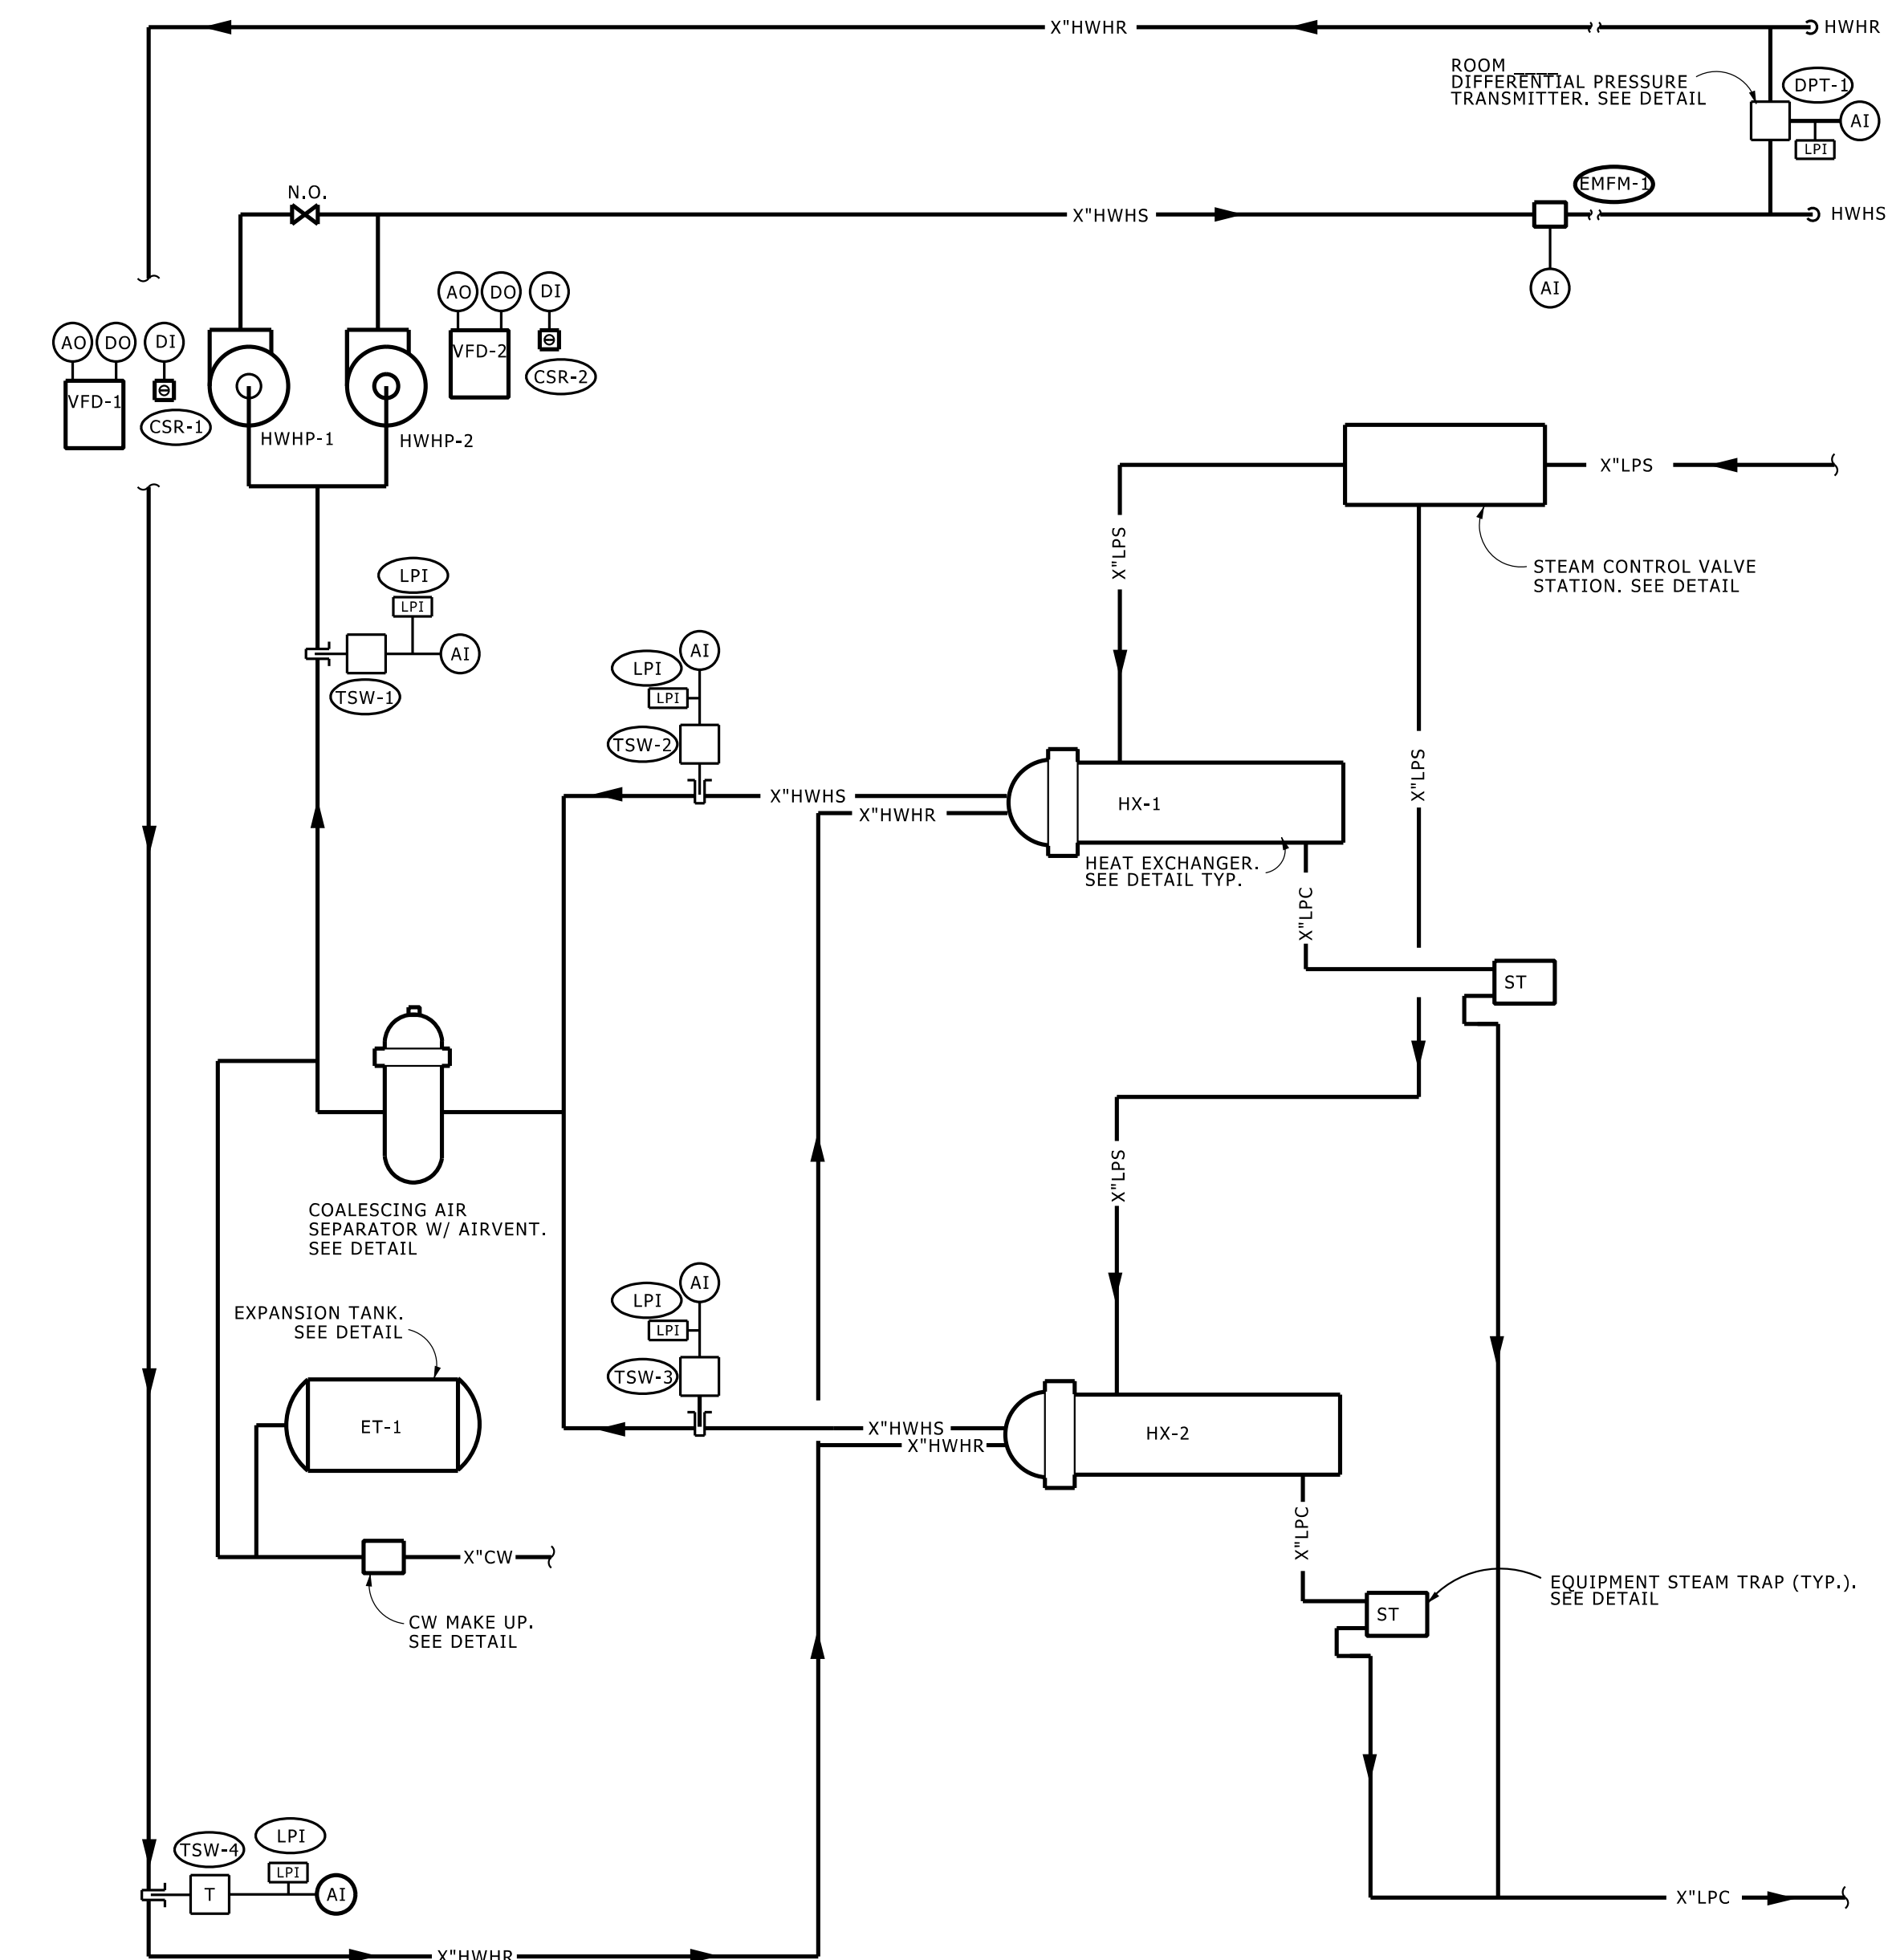 X"HWHR
HWHR
ROOM ____
DIFFERENTIAL PRESSURE
TRANSMITTER. SEE DETAIL
DPT-1
AI
LPI
N.O.
EMFM-1
X"HWHS
HWHS
AI
AO
DO
DI
VFD-2
CSR-2
AO
DO
DI
VFD-1
CSR-1
HWHP-1
HWHP-2
X"LPS
X"LPS
STEAM CONTROL VALVE
STATION. SEE DETAIL
LPI
LPI
AI
TSW-1
AI
LPI
LPI
TSW-2
X"LPS
X"HWHS
X"HWHR
HX-1
HEAT EXCHANGER.
SEE DETAIL TYP.
X"LPC
ST
COALESCING AIR
SEPARATOR W/ AIRVENT.
SEE DETAIL
X"LPS
AI
LPI
LPI
TSW-3
EXPANSION TANK.
SEE DETAIL
ET-1
X"HWHS
X"HWHR
HX-2
X"LPC
X"CW
CW MAKE UP.
SEE DETAIL
EQUIPMENT STEAM TRAP (TYP.).
SEE DETAIL
ST
TSW-4
LPI
LPI
T
AI
X"LPC
X"HWHR